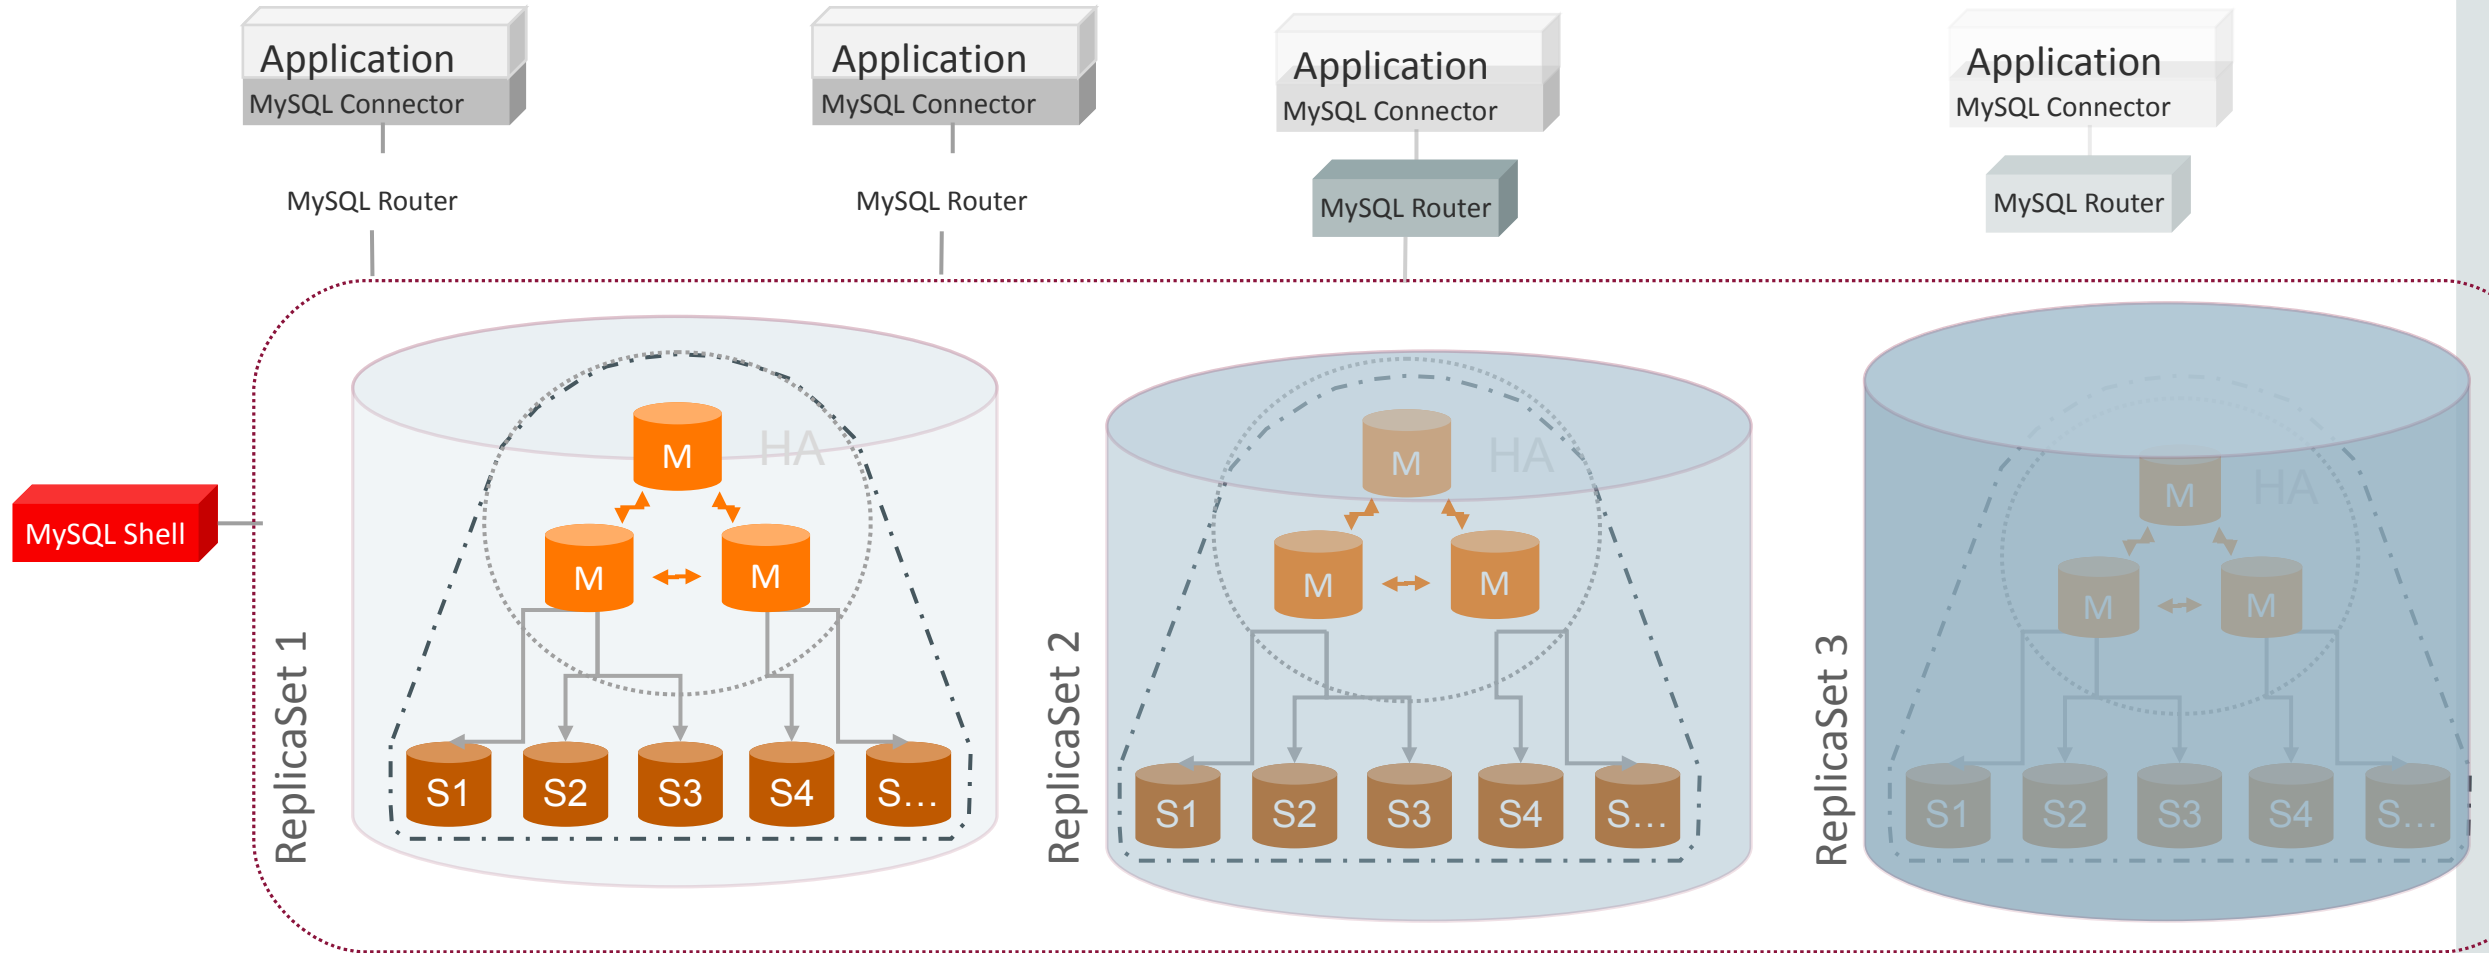 Application
MySQL Connector
MySQL Router
Application
MySQL Connector
MySQL Router
Application
MySQL Connector
MySQL Router
Application
MySQL Connector
MySQL Router
MySQL Shell
ReplicaSet 1
HA
M
M
M
S1
S2
S3
S4
S...
ReplicaSet 2
HA
M
M
M
S1
S2
S3
S4
S...
ReplicaSet 3
HA
M
M
M
S1
S2
S3
S4
S...